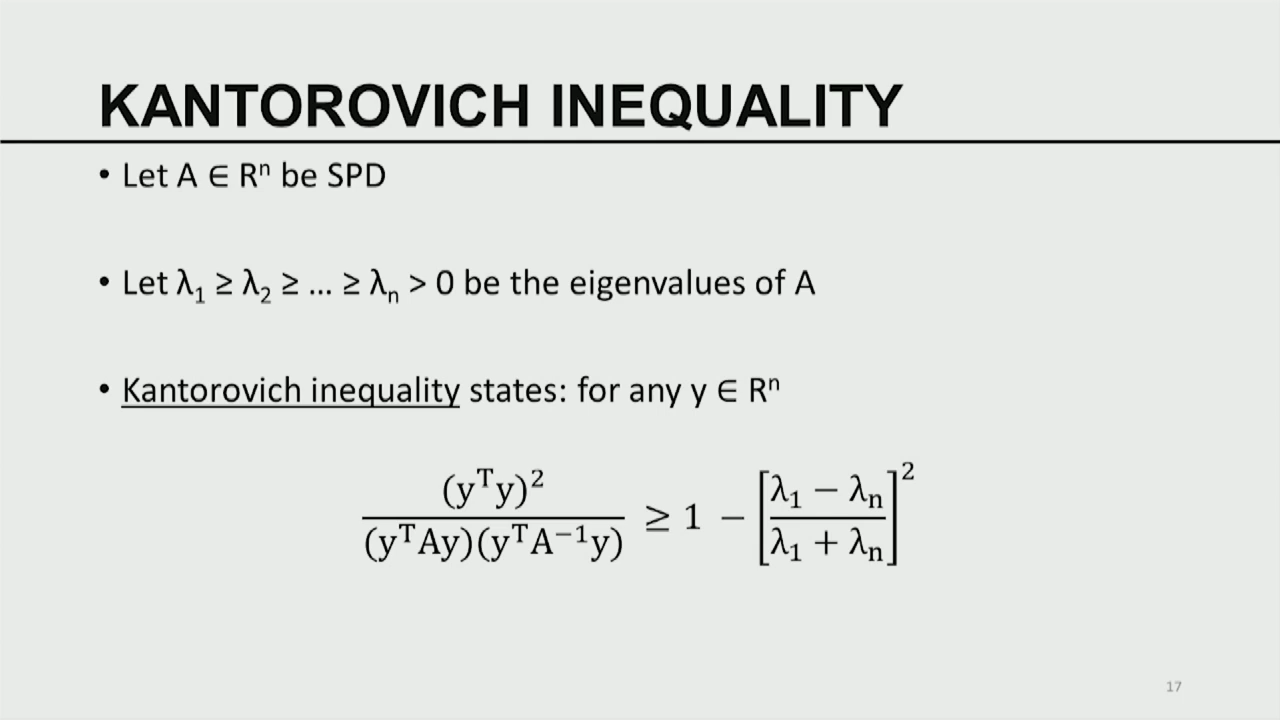 KANTOROVICH INEQUALITY
• Let A ∈ Rⁿ be SPD
• Let λ₁ ≥ λ₂ ≥ … ≥ λₙ > 0 be the eigenvalues of A
• Kantorovich inequality states: for any y ∈ Rⁿ
(yᵀy)² / (yᵀAy)(yᵀA⁻¹y) ≥ 1 − [λ₁ − λₙ / λ₁ + λₙ]²
17